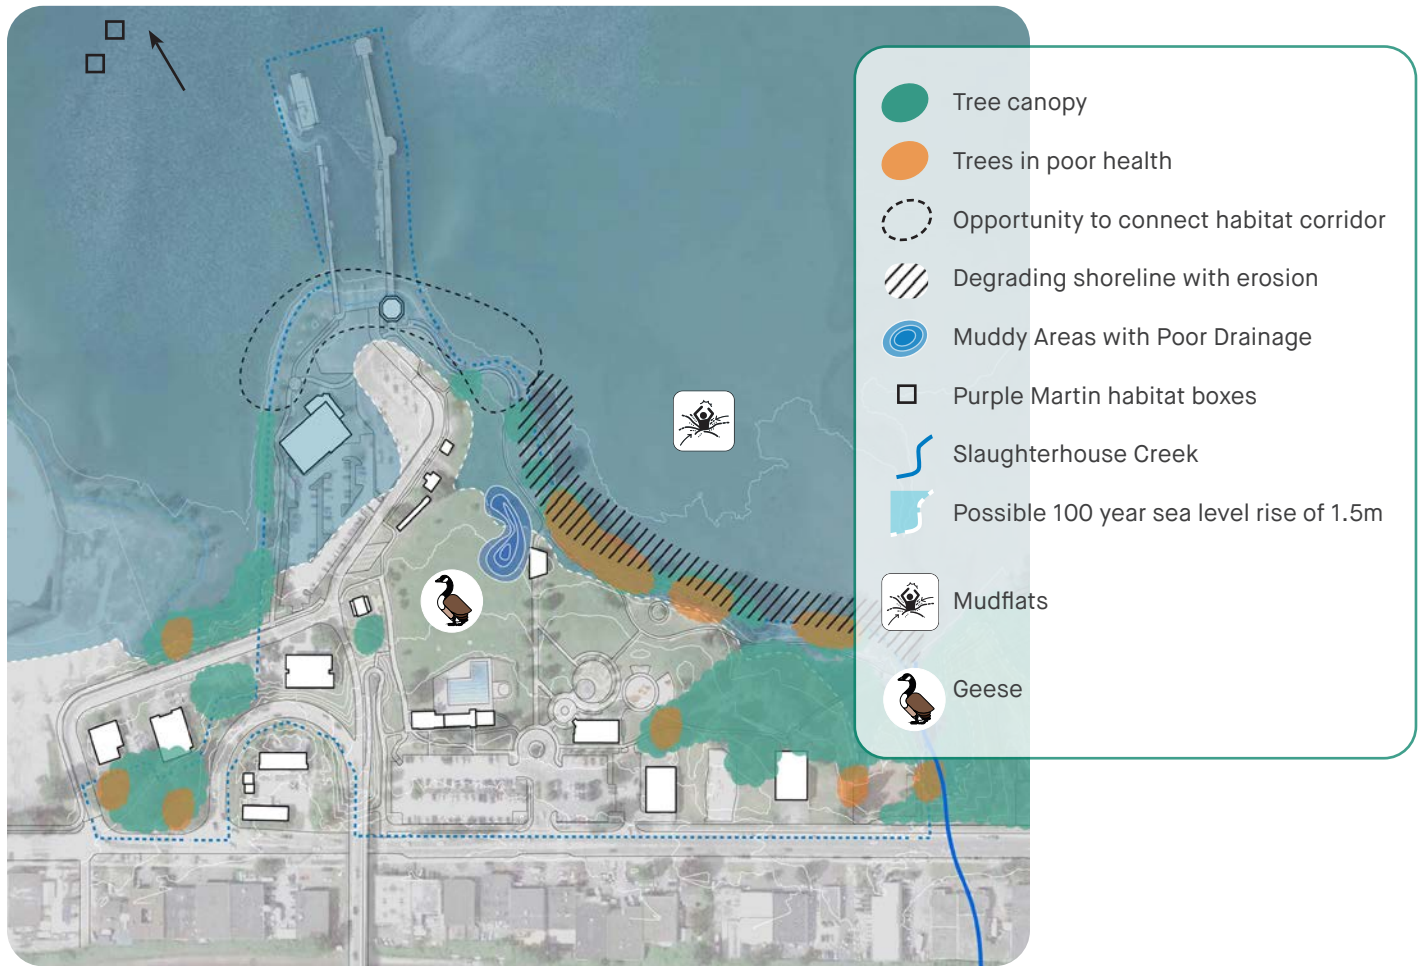 Tree canopy
Trees in poor health
Opportunity to connect habitat corridor
Degrading shoreline with erosion
Muddy Areas with Poor Drainage
Purple Martin habitat boxes
Slaughterhouse Creek
Possible 100 year sea level rise of 1.5m
Mudflats
Geese